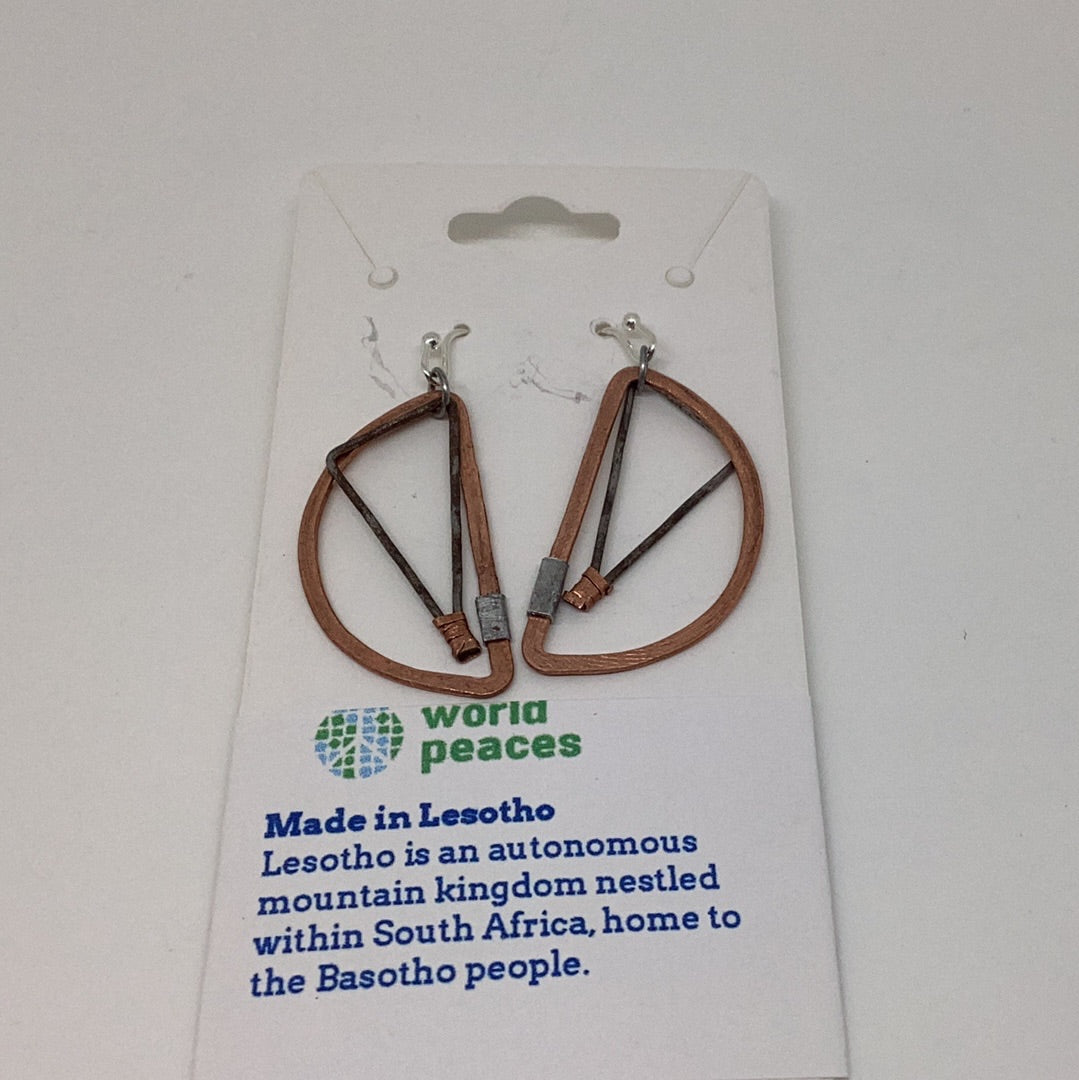 world
peaces
Made in Lesotho
Lesotho is an autonomous
mountain kingdom nestled
within South Africa, home to
the Basotho people.